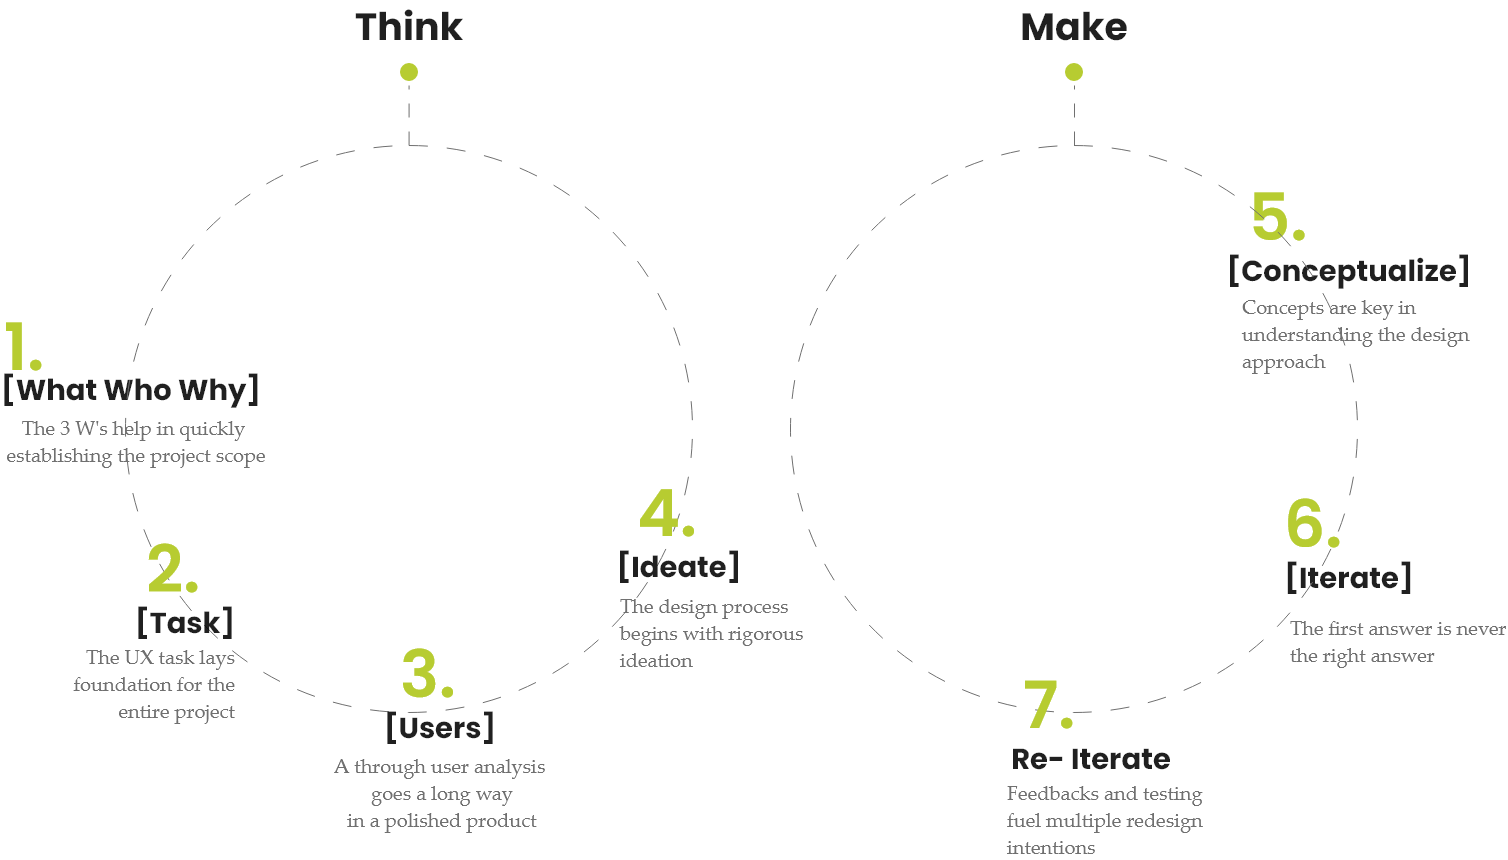 Think
1.
[What Who Why]
The 3 W's help in quickly
establishing the project scope
2.
[Task]
The UX task lays
foundation for the
entire project
3.
[Users]
A through user analysis
goes a long way
in a polished product
4.
[Ideate]
The design process
begins with rigorous
ideation
Make
5.
[Conceptualize]
Concepts are key in
understanding the design
approach
6.
[Iterate]
The first answer is never
the right answer
7.
Re- Iterate
Feedbacks and testing
fuel multiple redesign
intentions